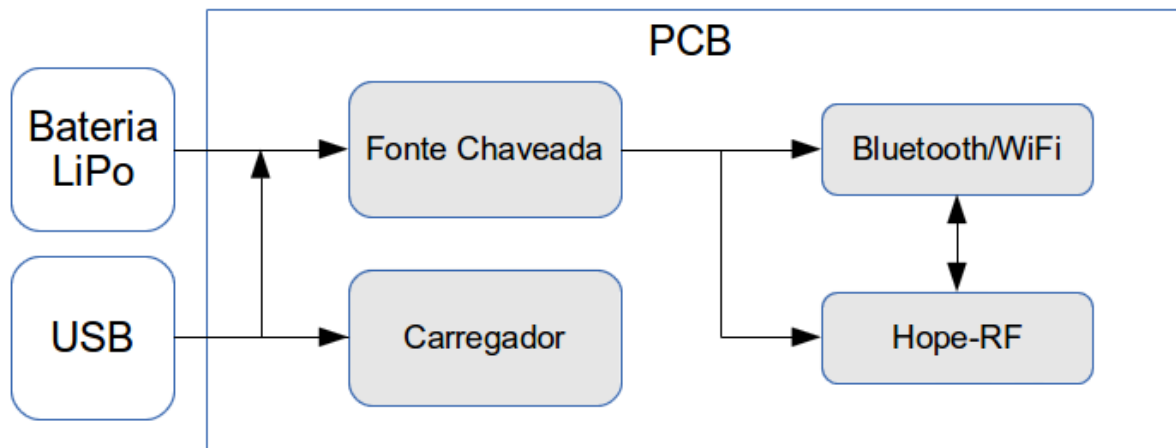 PCB
Bateria
LiPo
Fonte Chaveada
Bluetooth/WiFi
USB
Carregador
Hope-RF